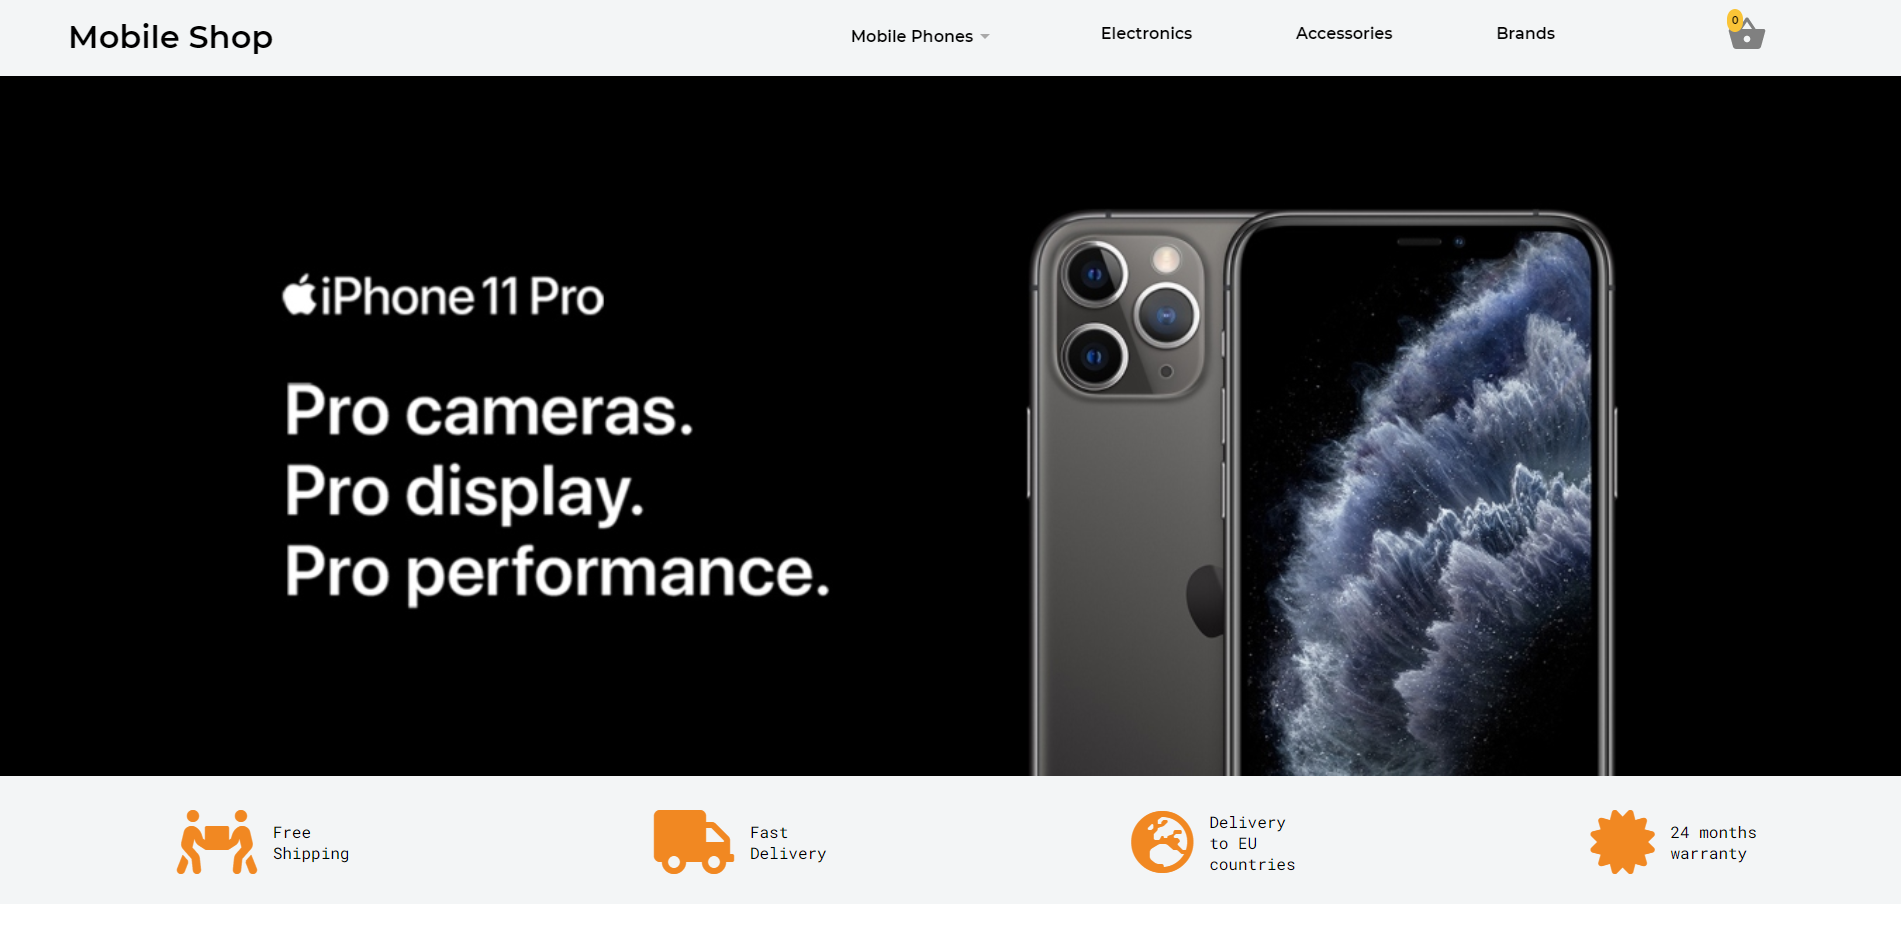 Mobile Shop
Mobile Phones
Electronics
Accessories
Brands
0
iPhone 11 Pro
Pro cameras.
Pro display.
Pro performance.
Free
Shipping
Fast
Delivery
Delivery
to EU
countries
24 months
warranty